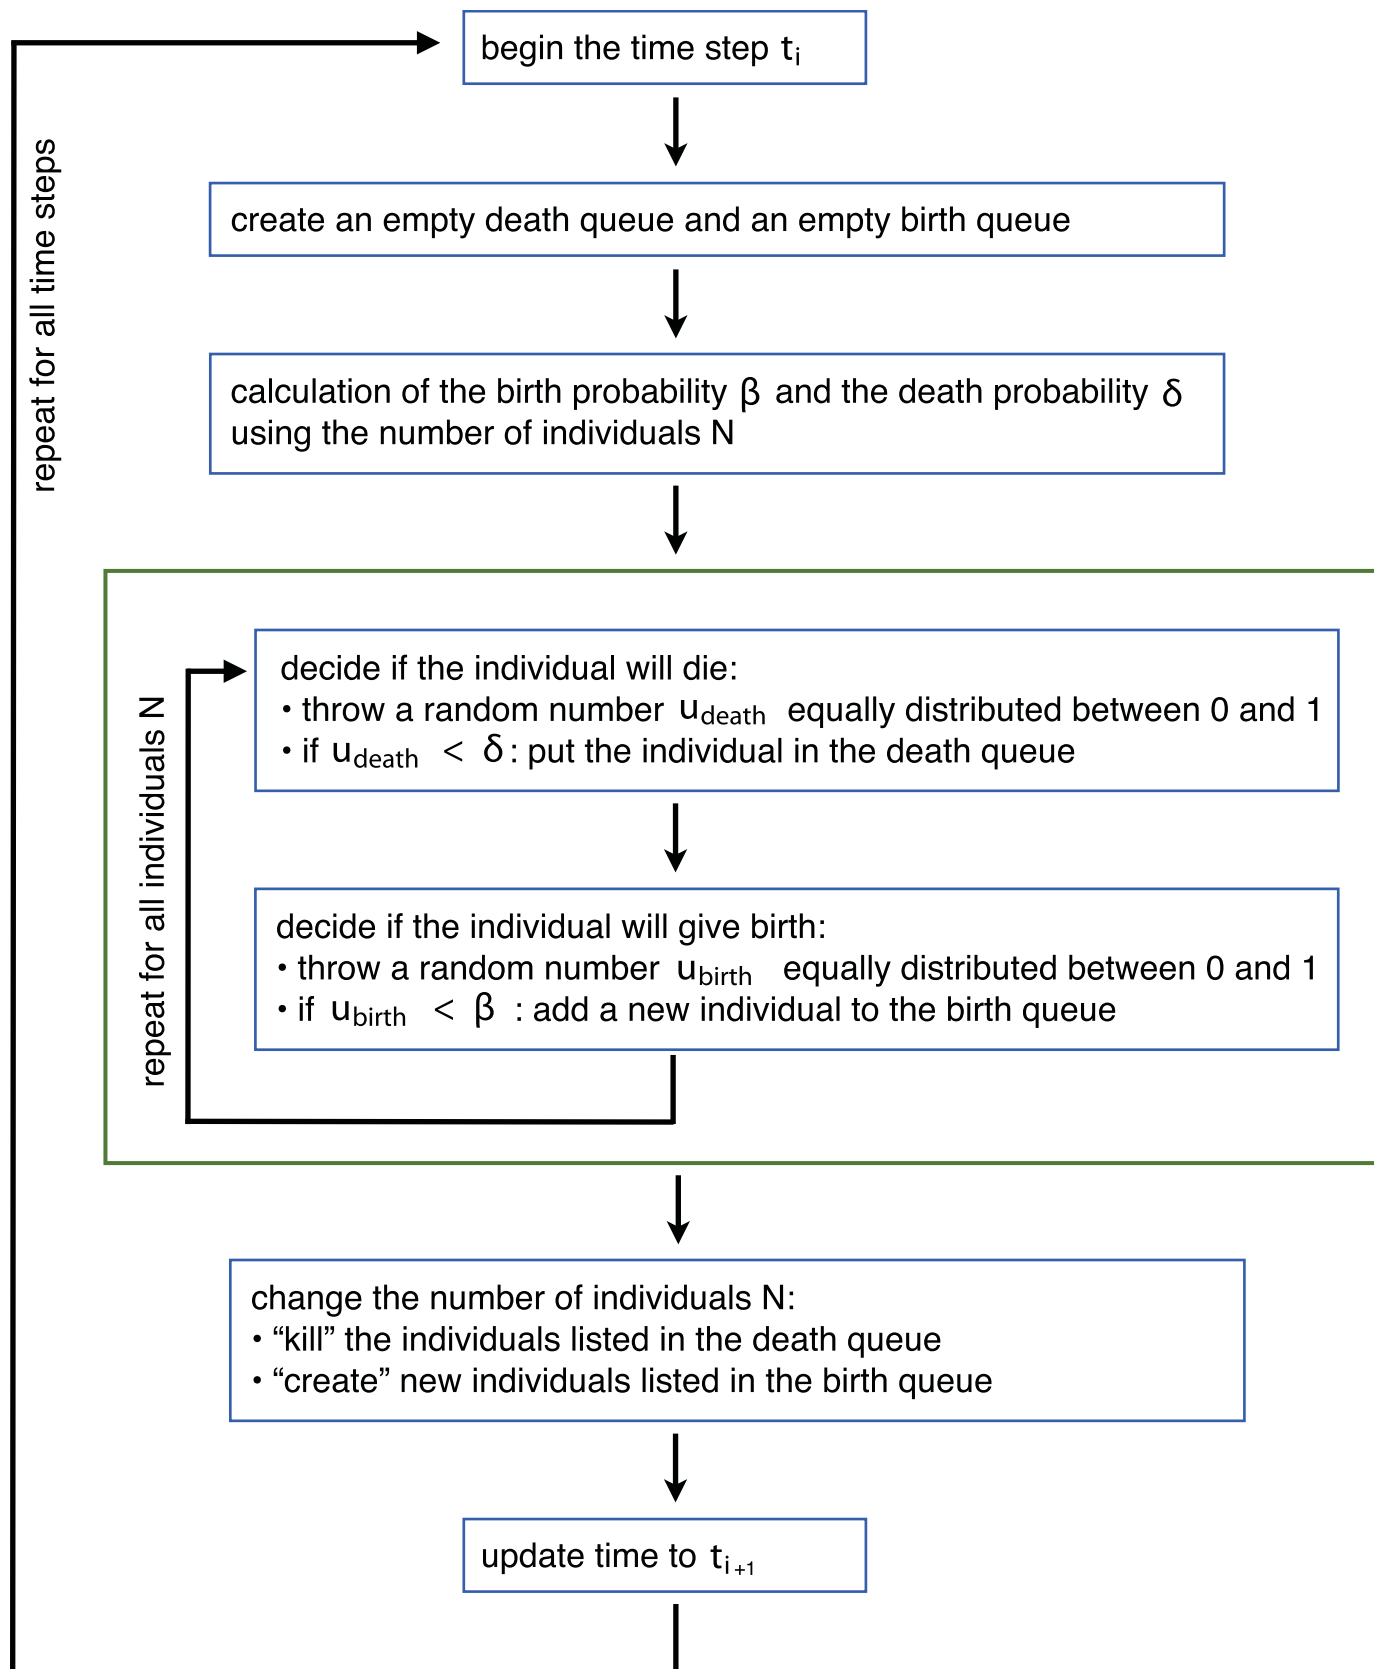 begin the time step tᵢ
repeat for all time steps
create an empty death queue and an empty birth queue
calculation of the birth probability β and the death probability δ
using the number of individuals N
repeat for all individuals N
decide if the individual will die:
• throw a random number u_death equally distributed between 0 and 1
• if u_death < δ : put the individual in the death queue
decide if the individual will give birth:
• throw a random number u_birth equally distributed between 0 and 1
• if u_birth < β : add a new individual to the birth queue
change the number of individuals N:
• “kill” the individuals listed in the death queue
• “create” new individuals listed in the birth queue
update time to tᵢ₊₁